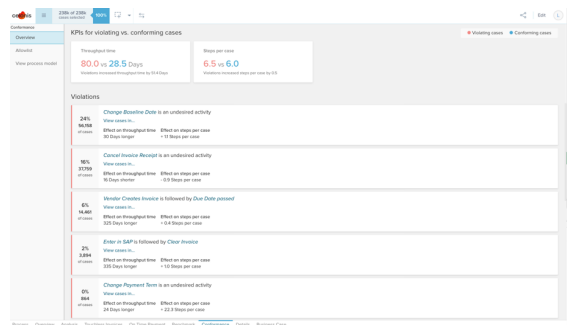 celonis
238k of 238k
cases selected
100%
Edit
L
Conformance
Overview
Allowlist
View process model
KPIs for violating vs. conforming cases
Violating cases
Conforming cases
Throughput time
80.0 vs 28.5 Days
Violations increased throughput time by 51.4 Days
Steps per case
6.5 vs 6.0
Violations increased steps per case by 0.5
Violations
24%
56,158
of cases
Change Baseline Date is an undesired activity
View cases in...
Effect on throughput time Effect on steps per case
90 Days longer + 1.1 Steps per case
16%
37,759
of cases
Cancel Invoice Receipt is an undesired activity
View cases in...
Effect on throughput time Effect on steps per case
16 Days shorter - 0.5 Steps per case
6%
14,461
of cases
Vendor Creates Invoice is followed by Due Date passed
View cases in...
Effect on throughput time Effect on steps per case
325 Days longer + 0.4 Steps per case
2%
3,894
of cases
Enter in SAP is followed by Clear Invoice
View cases in...
Effect on throughput time Effect on steps per case
335 Days longer + 1.0 Steps per case
0%
864
of cases
Change Payment Term is an undesired activity
View cases in...
Effect on throughput time Effect on steps per case
24 Days longer + 22.3 Steps per case
Process Overview Analysis Touchless Invoices On Time Payment Benchmark Conformance Details Business Case